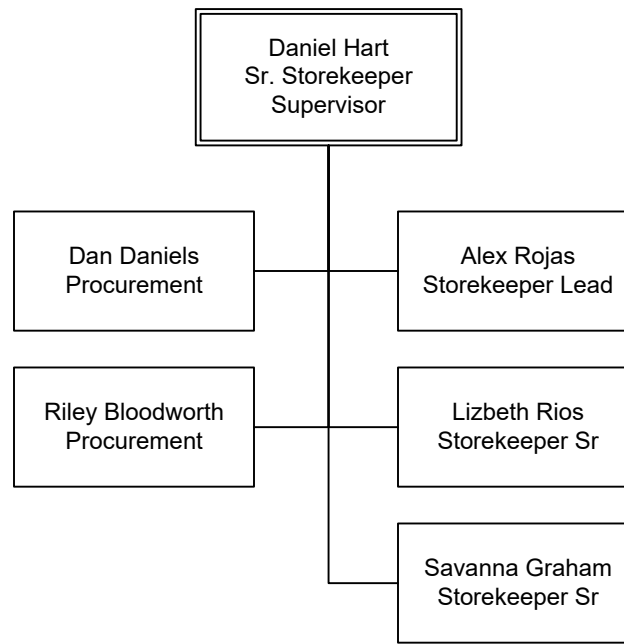 Daniel Hart
Sr. Storekeeper
Supervisor
Dan Daniels
Procurement
Alex Rojas
Storekeeper Lead
Riley Bloodworth
Procurement
Lizbeth Rios
Storekeeper Sr
Savanna Graham
Storekeeper Sr